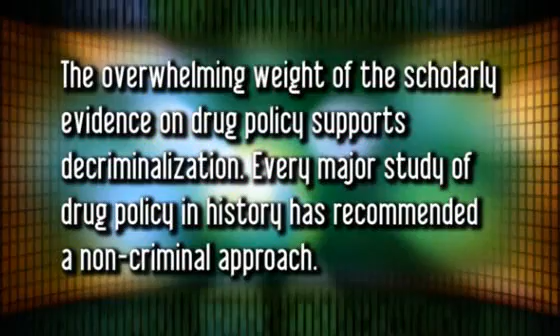 The overwhelming weight of the scholarly
evidence on drug policy supports
decriminalization. Every major study of
drug policy in history has recommended
a non-criminal approach.